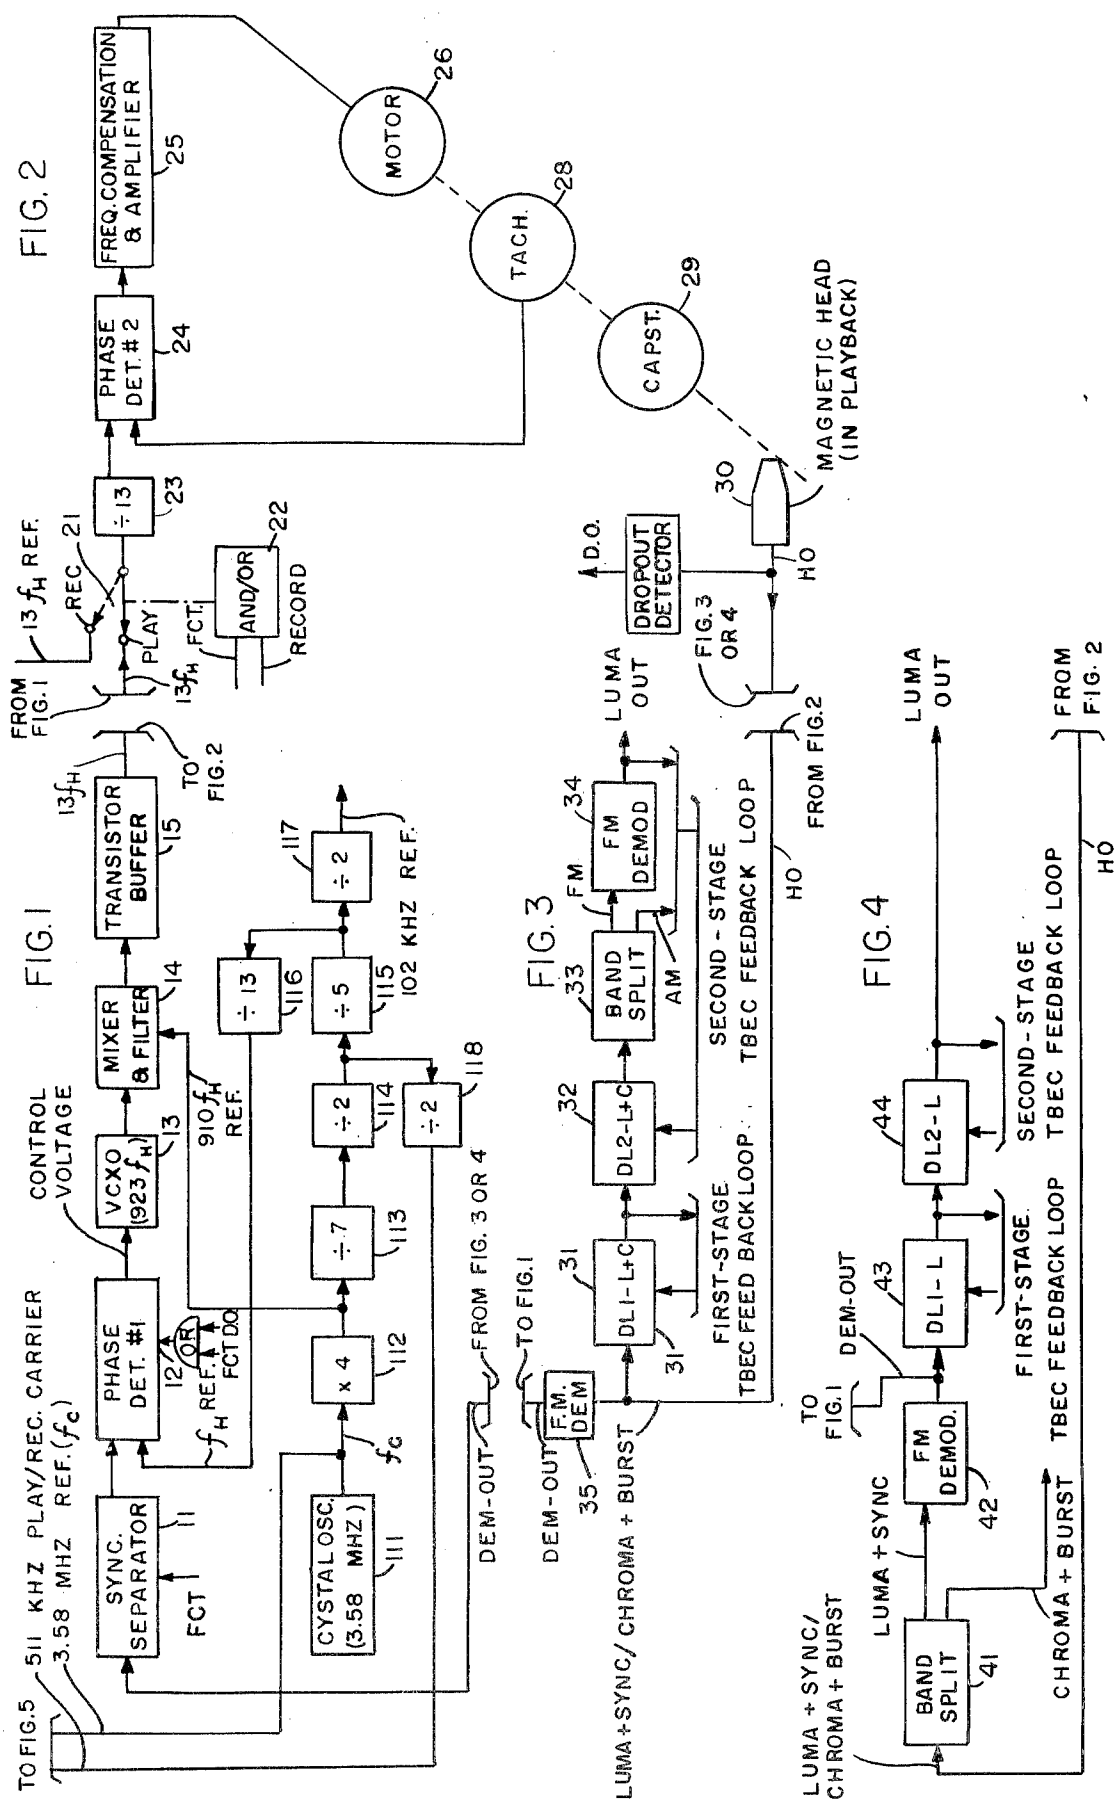 FIG. 1
TO FIG.5
511 KHZ PLAY/REC. CARRIER
3.58 MHZ REF. (fc)
SYNC.
SEPARATOR
11
FCT
PHASE
DET. #1
12
OR
FCT
DO
fH REF.
CONTROL
VOLTAGE
VCXO
(923 fH)
13
MIXER
& FILTER
14
910 fH
REF.
TRANSISTOR
BUFFER
15
13fH
TO
FIG. 2
CYSTAL OSC.
(3.58 MHZ)
111
fc
x 4
112
÷ 7
113
÷ 2
114
÷ 5
115
÷ 13
116
÷ 2
117
102 KHZ REF.
÷ 2
118
DEM-OUT
FROM FIG. 3 OR 4
FIG. 2
FROM
FIG. 1
13fH
13 fH REF.
REC.
21
PLAY
FCT.
RECORD
AND/OR
22
÷ 13
23
PHASE
DET. # 2
24
FREQ. COMPENSATION
& AMPLIFIER
25
MOTOR
26
TACH.
28
CAPST.
29
30
MAGNETIC HEAD
(IN PLAYBACK)
HO
DROPOUT
DETECTOR
D.O.
FIG. 3
OR 4
FIG. 3
TO FIG. 1
DEM-OUT
F.M.
DEM
35
LUMA+SYNC/CHROMA + BURST
DL1-L+C
31
31
FIRST-STAGE
TBEC FEED BACK LOOP
DL2-L+C
32
BAND
SPLIT
33
FM
AM
FM
DEMOD
34
LUMA
OUT
SECOND-STAGE
TBEC FEEDBACK LOOP
HO
FROM FIG. 2
FIG. 4
LUMA + SYNC/
CHROMA + BURST
BAND
SPLIT
41
LUMA + SYNC
CHROMA + BURST
FM
DEMOD.
42
TO
FIG. 1
DEM-OUT
DL1-L
43
FIRST-STAGE
TBEC FEEDBACK LOOP
DL2-L
44
SECOND-STAGE
TBEC FEEDBACK LOOP
LUMA
OUT
HO
FROM
FIG. 2